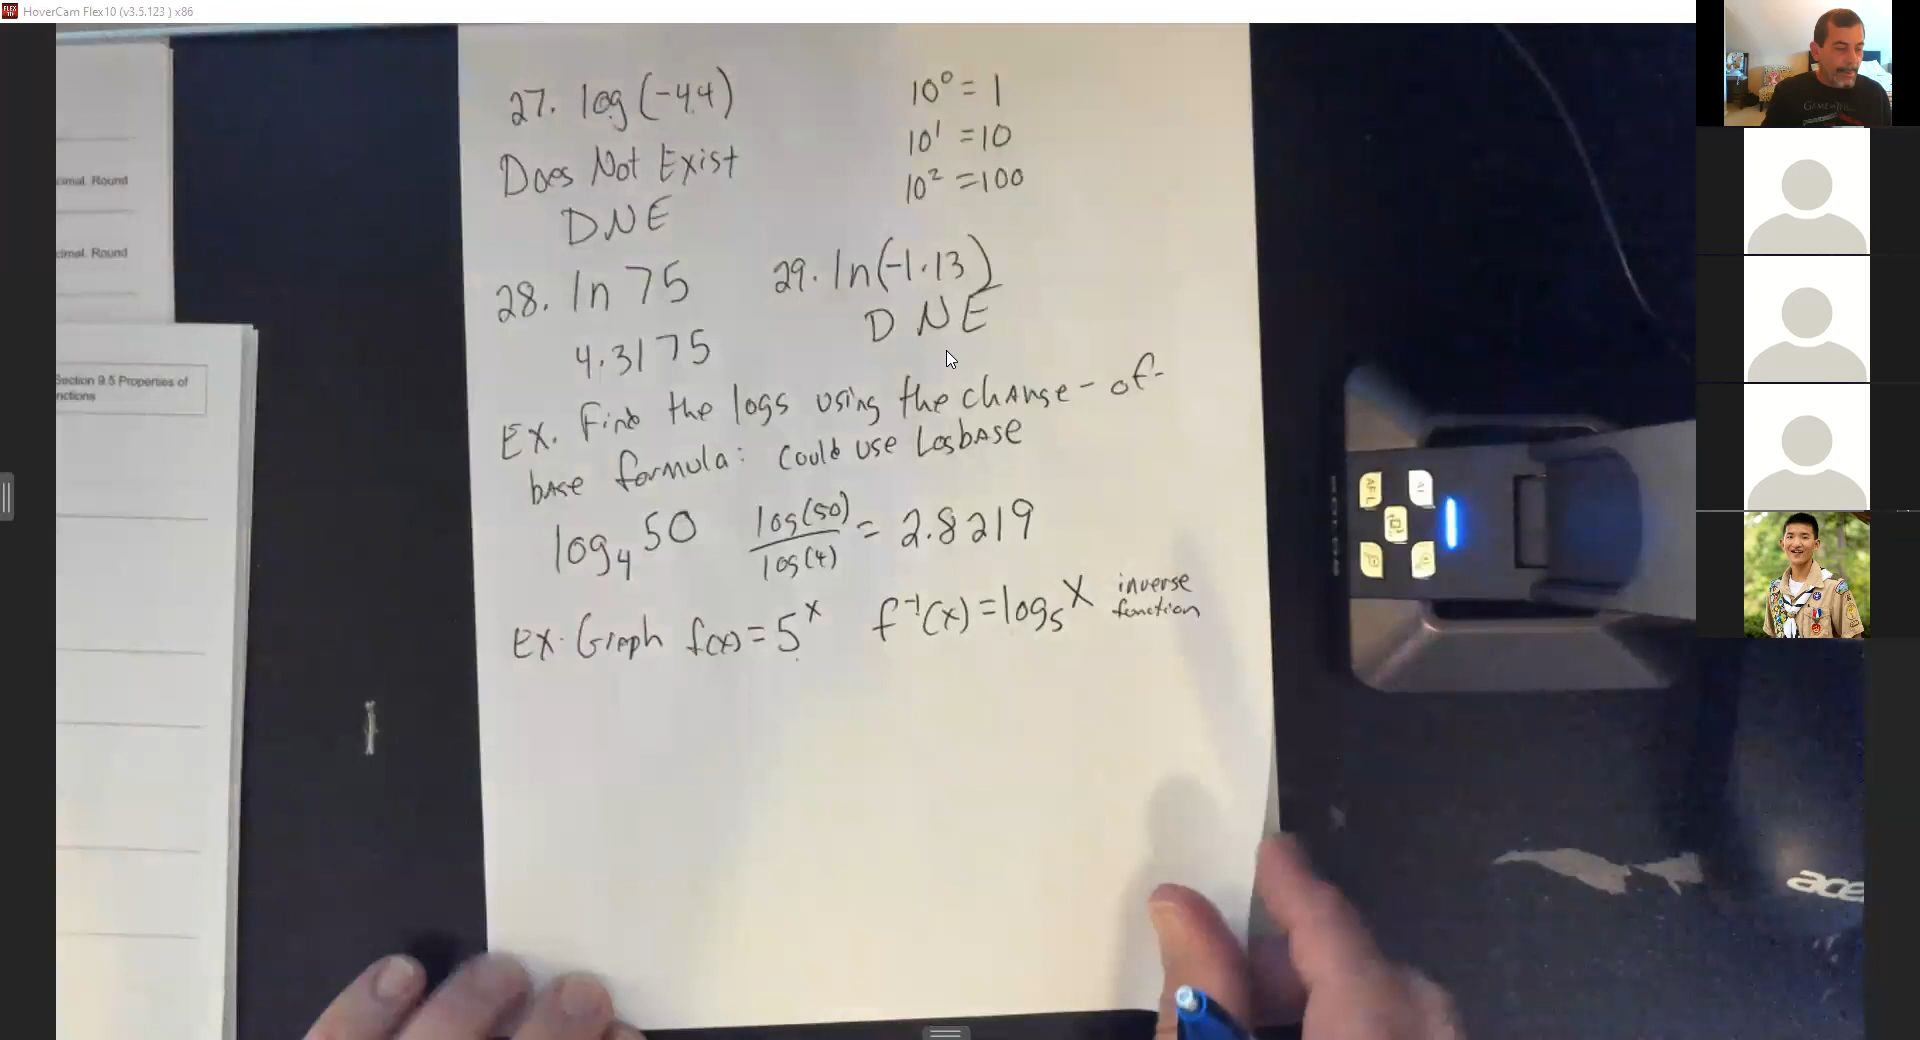 HoverCam Flex10 (v3.5.123 ) x86
27. log (-4.4)
Does Not Exist
DNE
10⁰ = 1
10¹ = 10
10² = 100
28. ln 75
4.3175
29. ln(-1.13)
DNE
Ex. Find the logs using the change-of-
base formula: Could use Logbase
log₄ 50 log(50)/log(4) = 2.8219
Ex. Graph f(x) = 5ˣ f⁻¹(x) = log₅ X inverse
function
cimal. Round
cimal. Round
Section 9.5 Properties of
nctions
acer